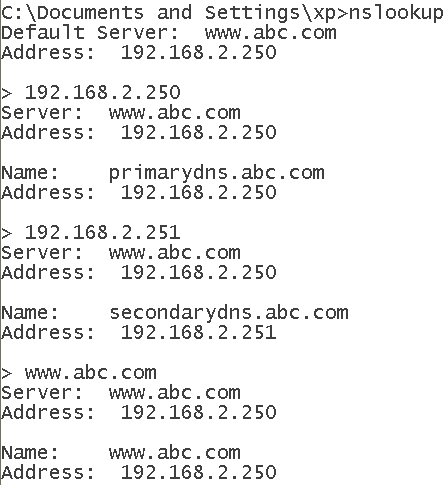 C:\Documents and Settings\xp>nslookup
Default Server:  www.abc.com
Address:  192.168.2.250

> 192.168.2.250
Server:  www.abc.com
Address:  192.168.2.250

Name:    primarydns.abc.com
Address:  192.168.2.250

> 192.168.2.251
Server:  www.abc.com
Address:  192.168.2.250

Name:    secondarydns.abc.com
Address:  192.168.2.251

> www.abc.com
Server:  www.abc.com
Address:  192.168.2.250

Name:    www.abc.com
Address:  192.168.2.250